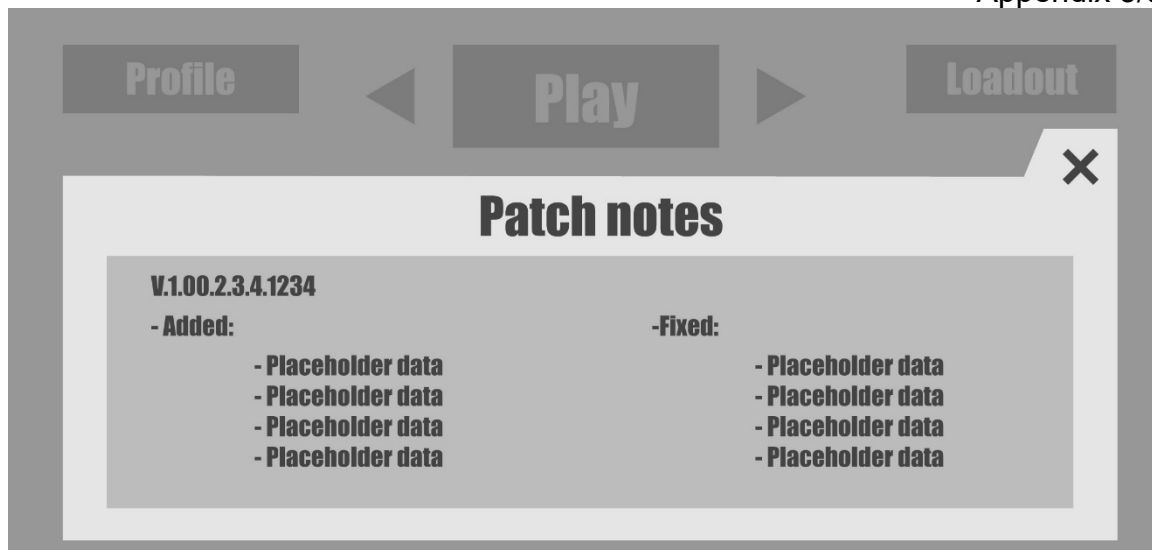 Appendix
Profile
Play
Loadout
Patch notes
V.1.00.2.3.4.1234
- Added:
- Placeholder data
- Placeholder data
- Placeholder data
- Placeholder data
-Fixed:
- Placeholder data
- Placeholder data
- Placeholder data
- Placeholder data